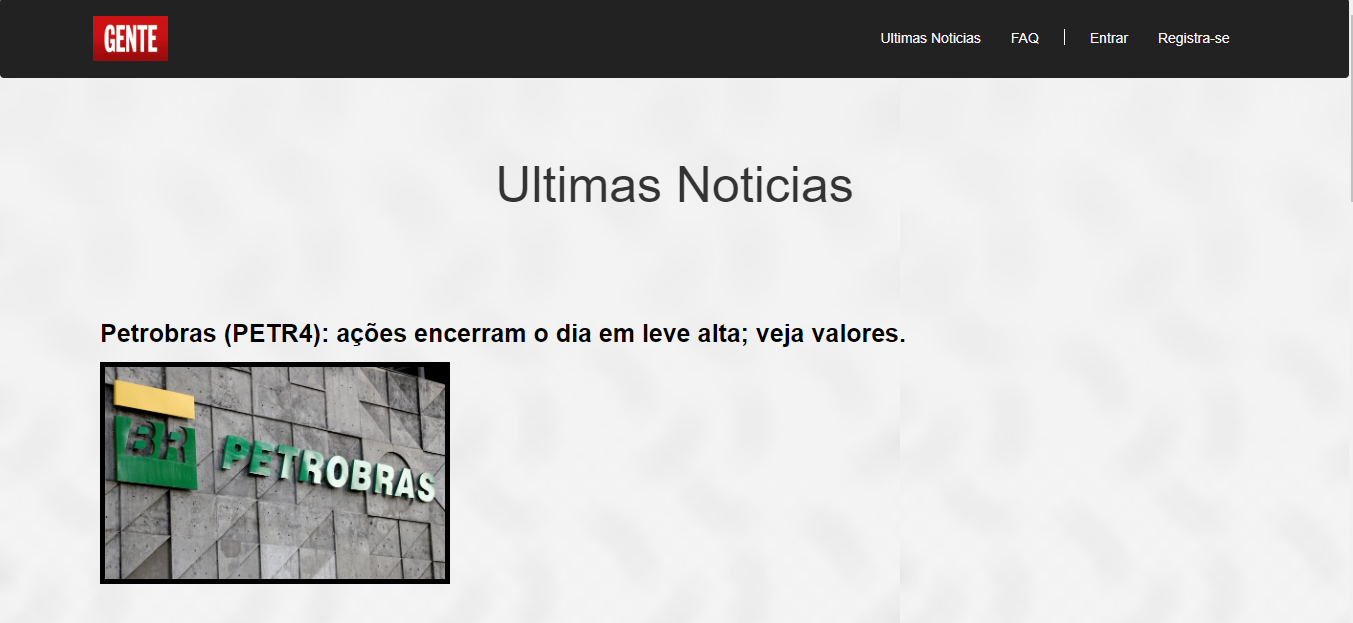 GENTE
Ultimas Noticias FAQ | Entrar Registra-se
Ultimas Noticias
Petrobras (PETR4): ações encerram o dia em leve alta; veja valores.
BR PETROBRAS